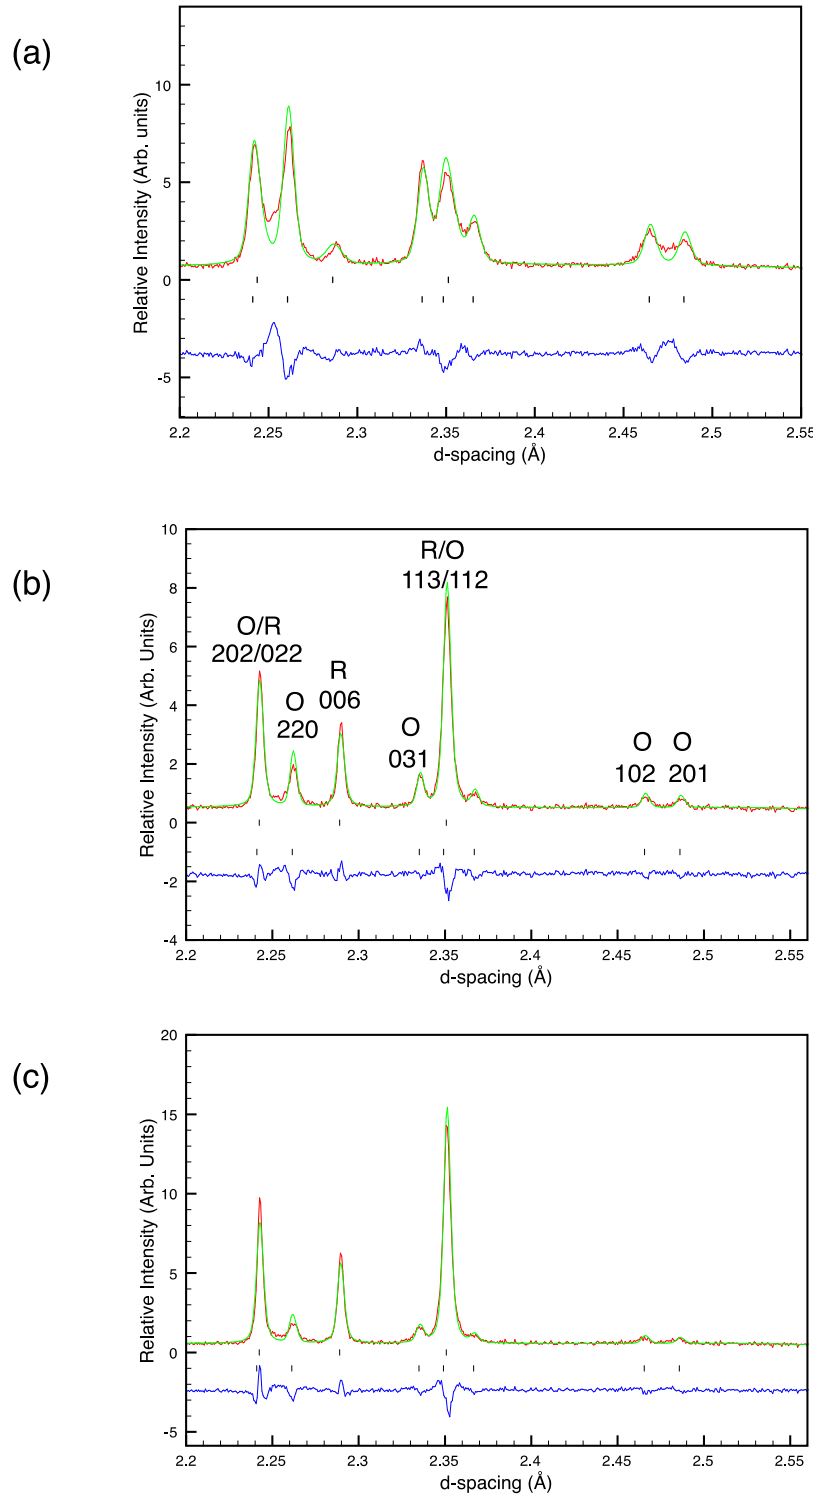 (a)
Relative Intensity (Arb. units)
10
5
0
-5
2.2 2.25 2.3 2.35 2.4 2.45 2.5 2.55
d-spacing (Å)
(b)
Relative Intensity (Arb. Units)
10
8
6
4
2
0
-2
-4
R/O
113/112
O/R
202/022
R
006
O
220
O
031
O
102
O
201
2.2 2.25 2.3 2.35 2.4 2.45 2.5 2.55
d-spacing (Å)
(c)
Relative Intensity (Arb. Units)
20
15
10
5
0
-5
2.2 2.25 2.3 2.35 2.4 2.45 2.5 2.55
d-spacing (Å)